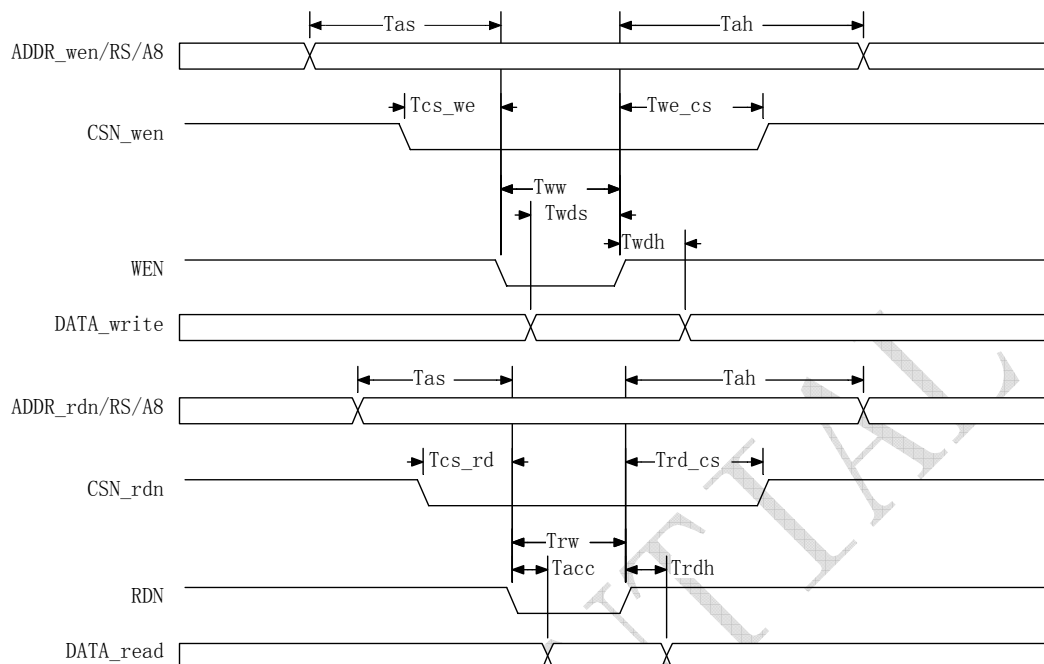 Tas
Tah
ADDR_wen/RS/A8
Tcs_we
Twe_cs
CSN_wen
Tww
Twds
Twdh
WEN
DATA_write
Tas
Tah
ADDR_rdn/RS/A8
Tcs_rd
Trd_cs
CSN_rdn
Trw
Tacc
Trdh
RDN
DATA_read